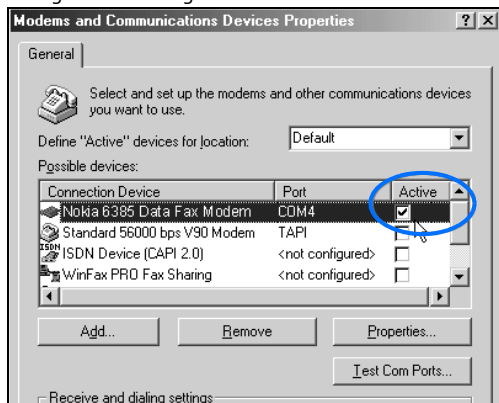 Modems and Communications Devices Properties
General
Select and set up the modems and other communications devices
you want to use.
Define "Active" devices for location:
Default
Possible devices:
Connection Device Port Active
Nokia 6385 Data Fax Modem COM4
Standard 56000 bps V90 Modem TAPI
ISDN ISDN Device (CAPI 2.0) <not configured>
WinFax PRO Fax Sharing <not configured>
Add... Remove Properties...
Test Com Ports...
Receive and dialing settings